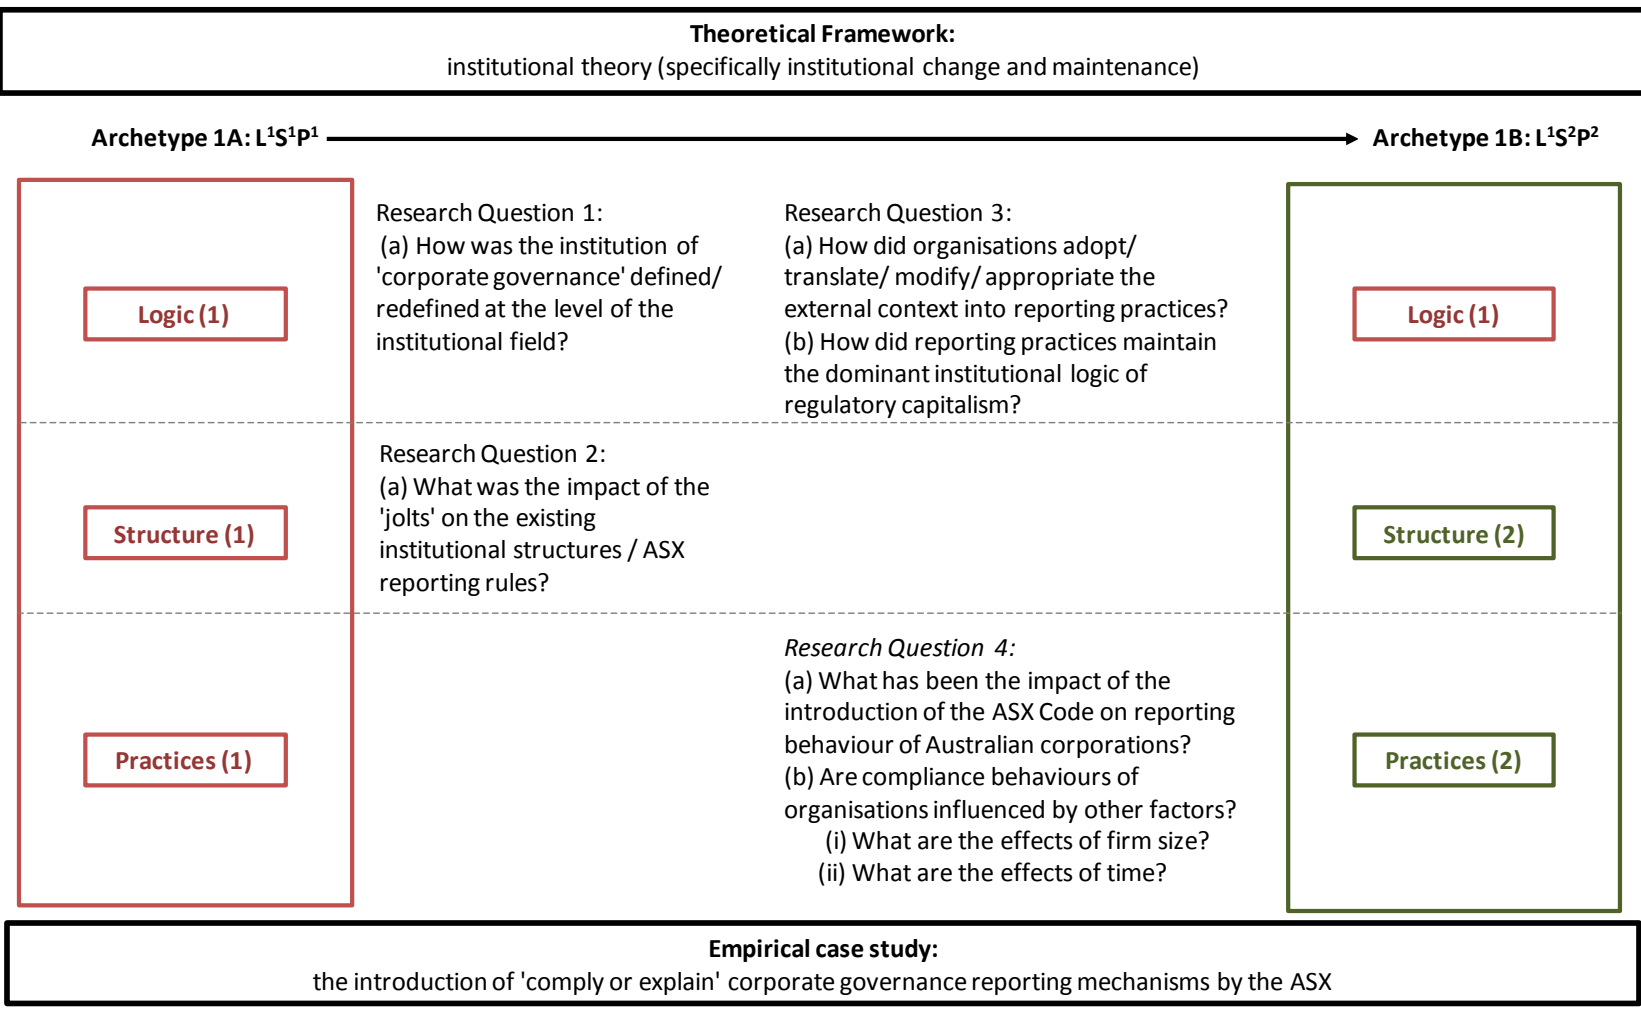 Theoretical Framework:
institutional theory (specifically institutional change and maintenance)
Archetype 1A: L¹S¹P¹
Archetype 1B: L¹S²P²
Logic (1)
Research Question 1:
(a) How was the institution of
'corporate governance' defined/
redefined at the level of the
institutional field?
Research Question 3:
(a) How did organisations adopt/
translate/ modify/ appropriate the
external context into reporting practices?
(b) How did reporting practices maintain
the dominant institutional logic of
regulatory capitalism?
Logic (1)
Structure (1)
Research Question 2:
(a) What was the impact of the
'jolts' on the existing
institutional structures / ASX
reporting rules?
Structure (2)
Practices (1)
Research Question 4:
(a) What has been the impact of the
introduction of the ASX Code on reporting
behaviour of Australian corporations?
(b) Are compliance behaviours of
organisations influenced by other factors?
(i) What are the effects of firm size?
(ii) What are the effects of time?
Practices (2)
Empirical case study:
the introduction of 'comply or explain' corporate governance reporting mechanisms by the ASX